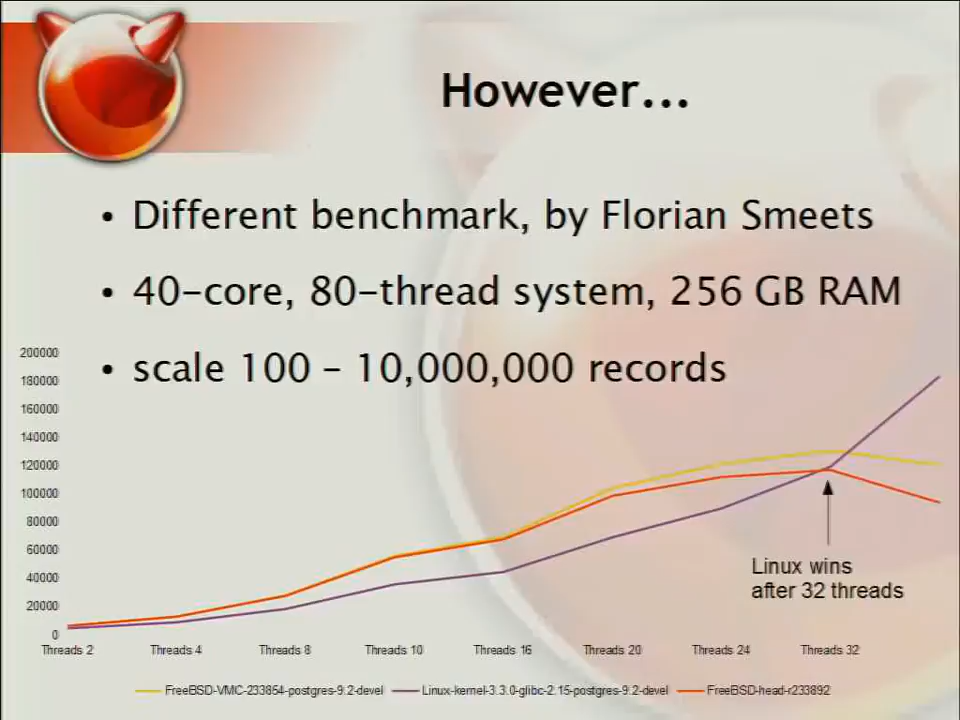 However...
• Different benchmark, by Florian Smeets
• 40-core, 80-thread system, 256 GB RAM
• scale 100 – 10,000,000 records
200000
180000
160000
140000
120000
100000
80000
60000
40000
20000
0
Threads 2 Threads 4 Threads 8 Threads 10 Threads 16 Threads 20 Threads 24 Threads 32
Linux wins
after 32 threads
FreeBSD-VMC-233854-postgres-9.2-devel Linux-kernel-3.3.0-glibc-2.15-postgres-9.2-devel FreeBSD-head-r233892